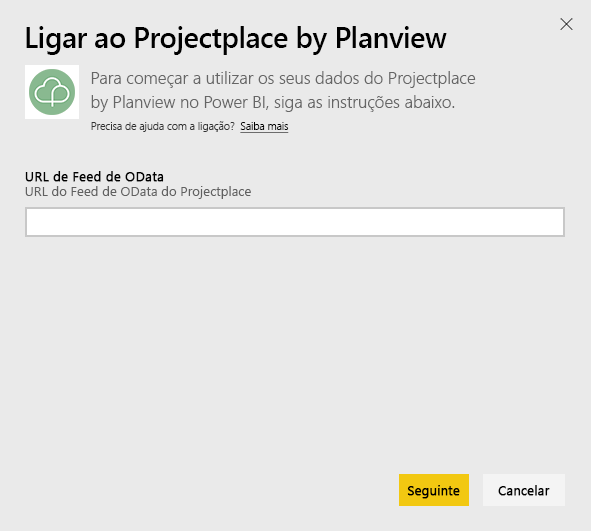 Ligar ao Projectplace by Planview
Para começar a utilizar os seus dados do Projectplace
by Planview no Power BI, siga as instruções abaixo.
Precisa de ajuda com a ligação? Saiba mais
URL de Feed de OData
URL do Feed de OData do Projectplace
Seguinte Cancelar